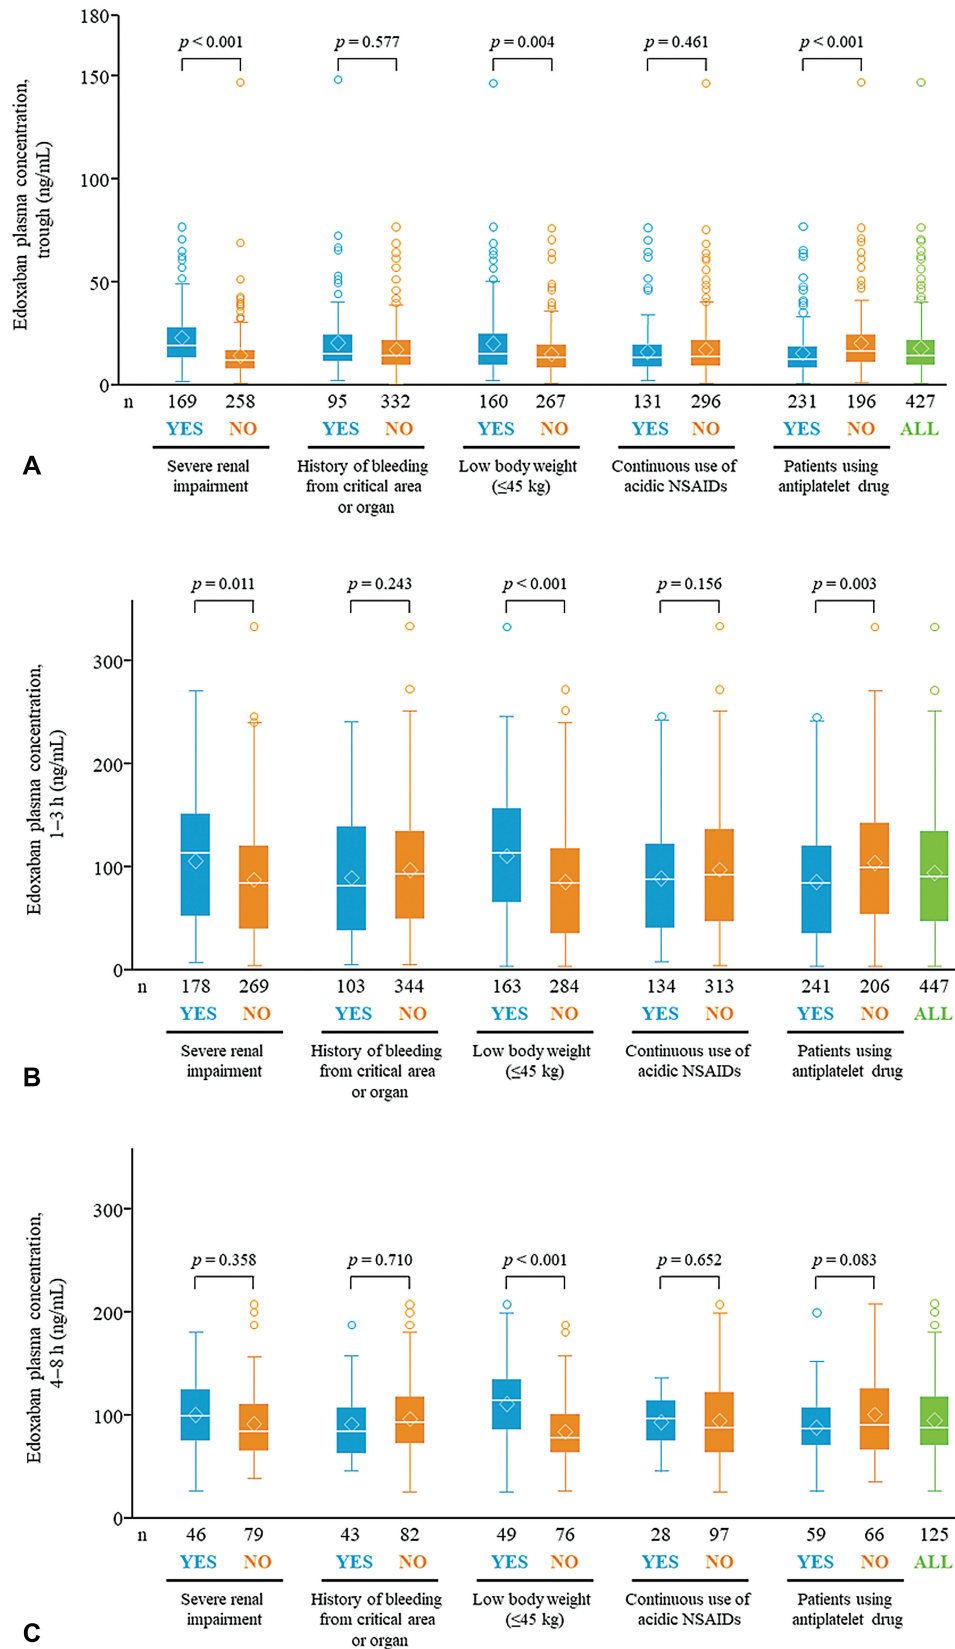 180
p < 0.001 p = 0.577 p = 0.004 p = 0.461 p < 0.001
150
100
50
0
Edoxaban plasma concentration,
trough (ng/mL)
n 169 258 95 332 160 267 131 296 231 196 427
YES NO YES NO YES NO YES NO YES NO ALL
A
Severe renal
impairment
History of bleeding
from critical area
or organ
Low body weight
(≤45 kg)
Continuous use of
acidic NSAIDs
Patients using
antiplatelet drug
p = 0.011 p = 0.243 p < 0.001 p = 0.156 p = 0.003
300
200
100
0
Edoxaban plasma concentration,
1–3 h (ng/mL)
n 178 269 103 344 163 284 134 313 241 206 447
YES NO YES NO YES NO YES NO YES NO ALL
B
Severe renal
impairment
History of bleeding
from critical area
or organ
Low body weight
(≤45 kg)
Continuous use of
acidic NSAIDs
Patients using
antiplatelet drug
300
p = 0.358 p = 0.710 p < 0.001 p = 0.652 p = 0.083
200
100
0
Edoxaban plasma concentration,
4–8 h (ng/mL)
n 46 79 43 82 49 76 28 97 59 66 125
YES NO YES NO YES NO YES NO YES NO ALL
C
Severe renal
impairment
History of bleeding
from critical area
or organ
Low body weight
(≤45 kg)
Continuous use of
acidic NSAIDs
Patients using
antiplatelet drug